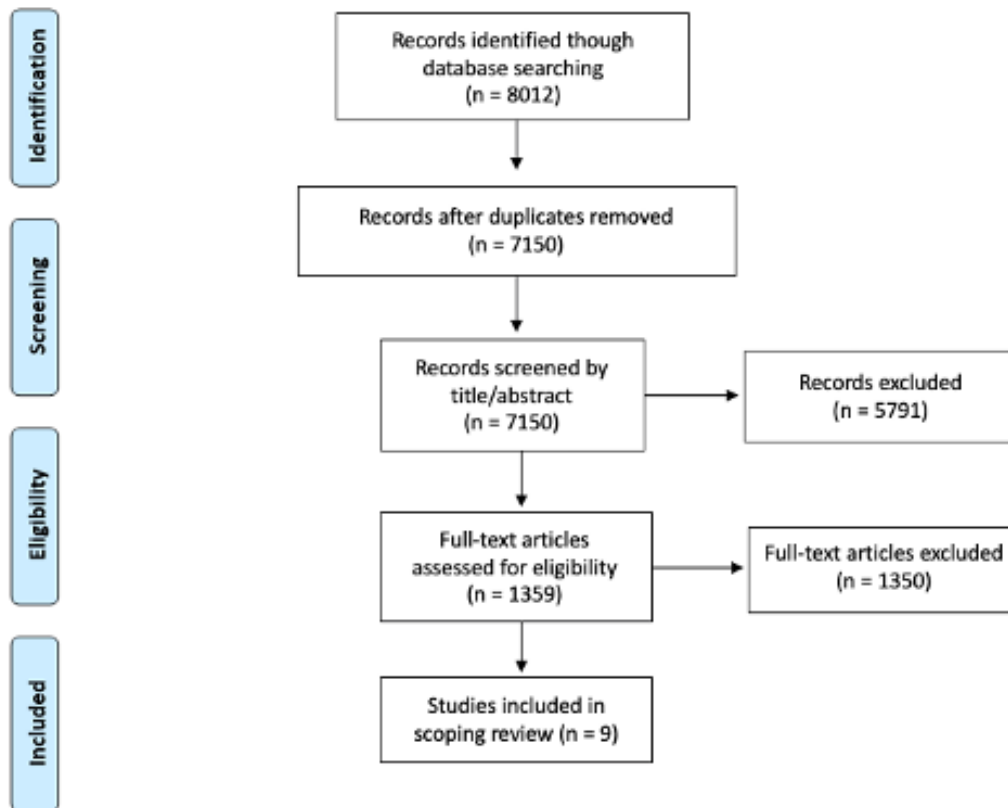 Identification
Records identified though
database searching
(n = 8012)
Records after duplicates removed
(n = 7150)
Screening
Records screened by
title/abstract
(n = 7150)
Records excluded
(n = 5791)
Eligibility
Full-text articles
assessed for eligibility
(n = 1359)
Full-text articles excluded
(n = 1350)
Included
Studies included in
scoping review (n = 9)